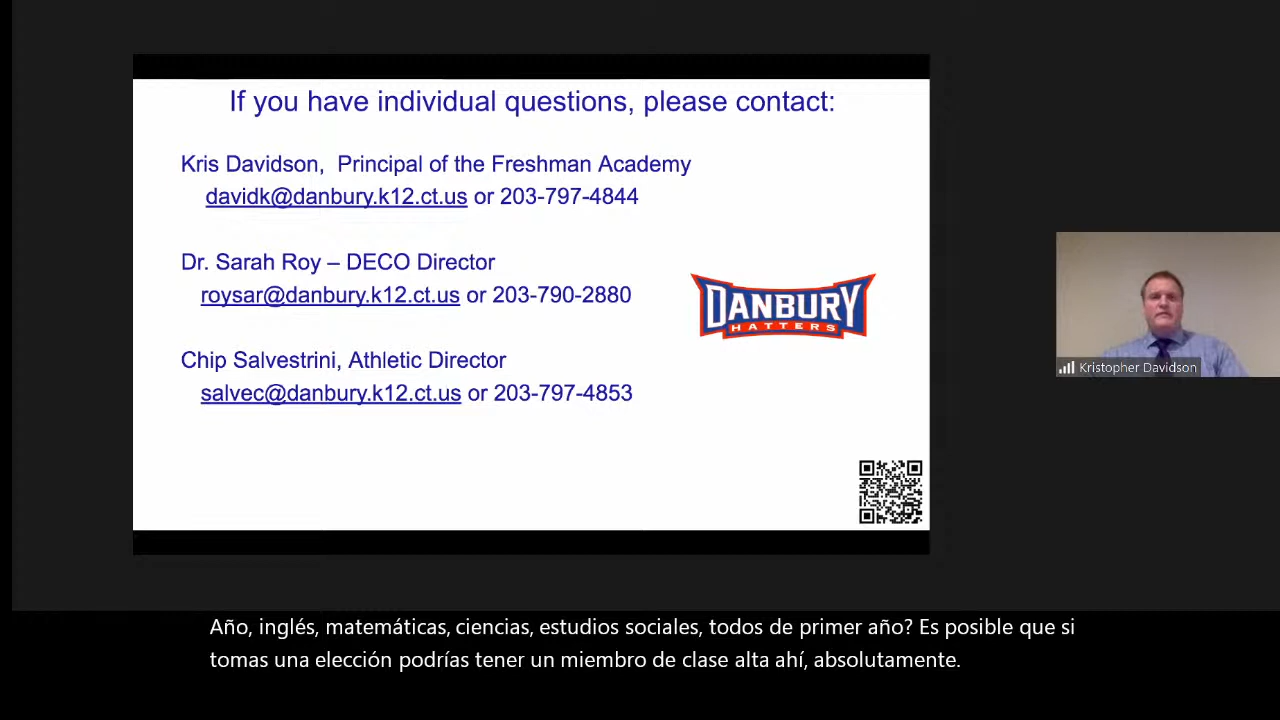 If you have individual questions, please contact:
Kris Davidson,  Principal of the Freshman Academy
davidk@danbury.k12.ct.us or 203-797-4844
Dr. Sarah Roy – DECO Director
roysar@danbury.k12.ct.us or 203-790-2880
DANBURY
HATTERS
Chip Salvestrini, Athletic Director
salvec@danbury.k12.ct.us or 203-797-4853
Kristopher Davidson
Año, inglés, matemáticas, ciencias, estudios sociales, todos de primer año? Es posible que si
tomas una elección podrías tener un miembro de clase alta ahí, absolutamente.